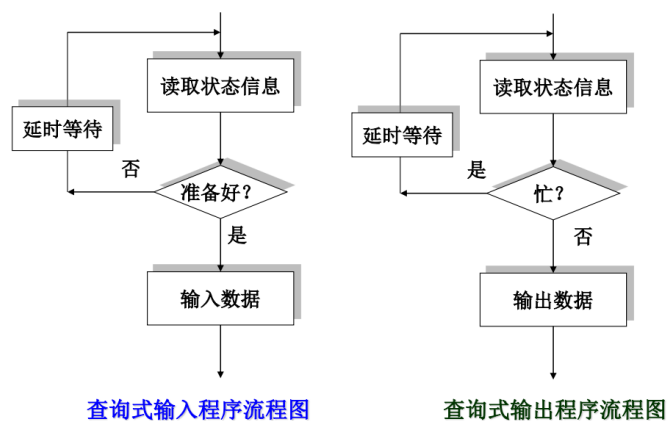 读取状态信息
延时等待
否
准备好？
是
输入数据
查询式输入程序流程图
读取状态信息
延时等待
是
忙？
否
输出数据
查询式输出程序流程图